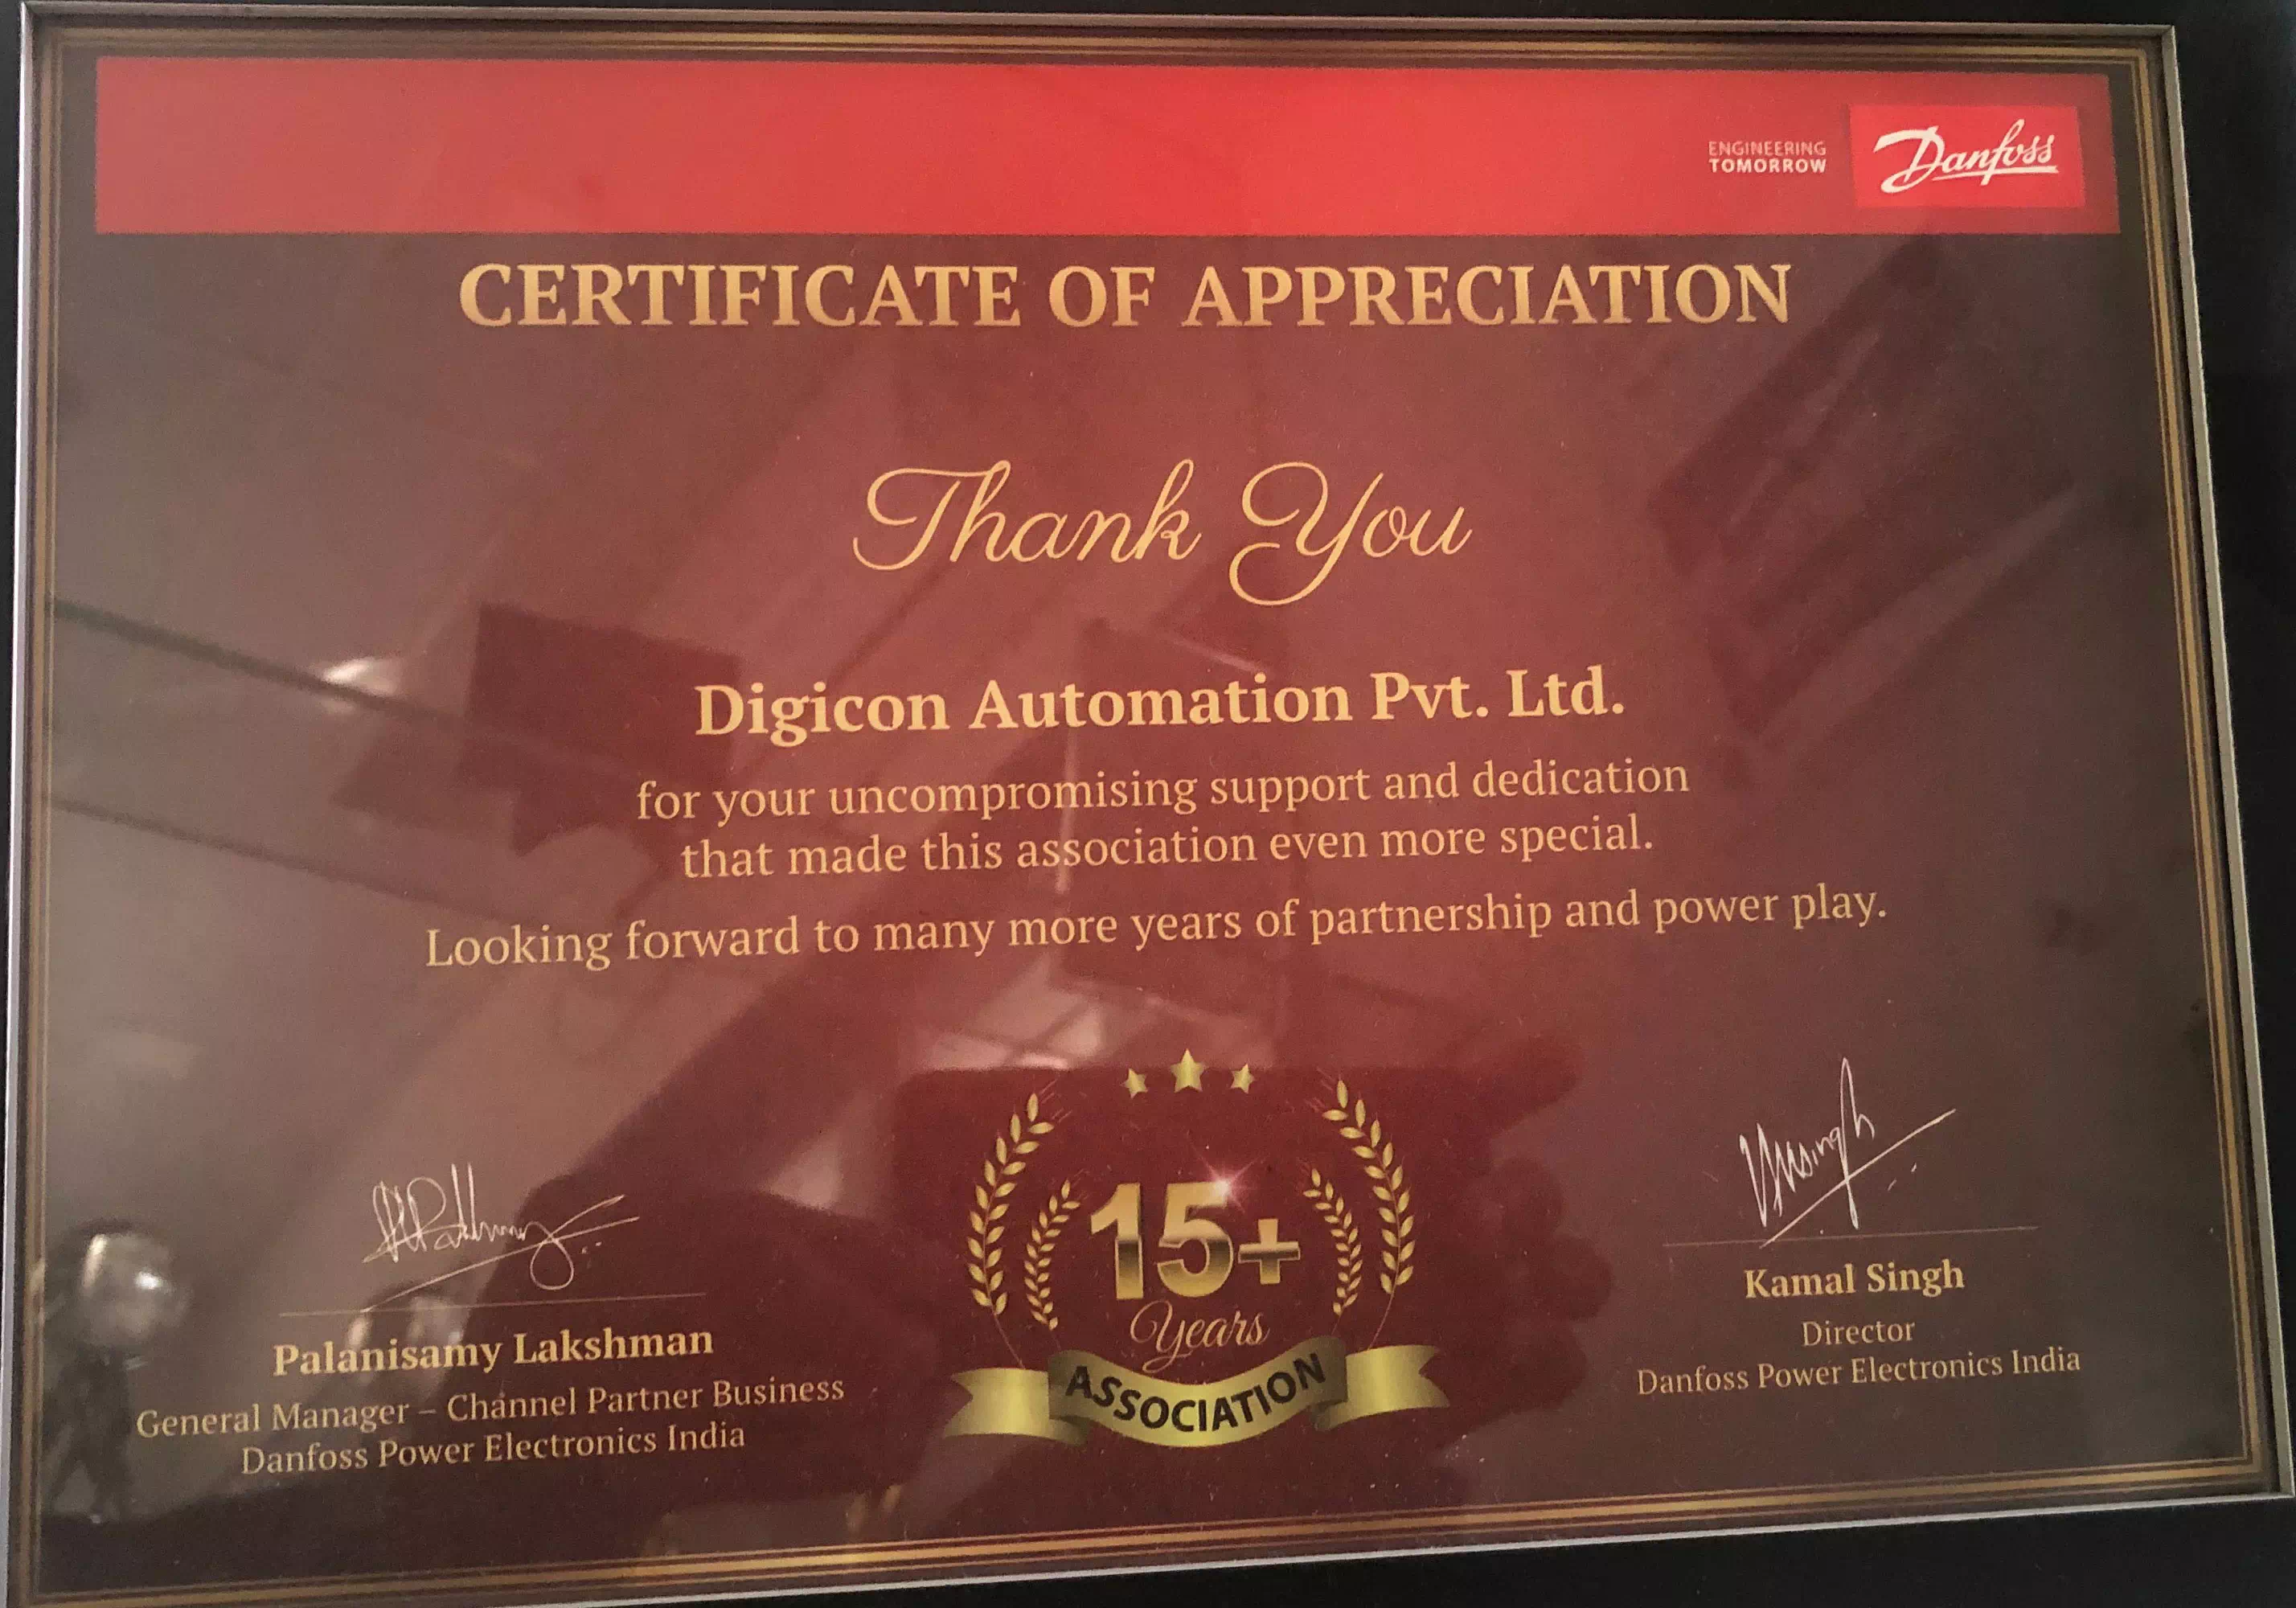 ENGINEERING
TOMORROW
Danfoss
CERTIFICATE OF APPRECIATION
Thank You
Digicon Automation Pvt. Ltd.
for your uncompromising support and dedication
that made this association even more special.
Looking forward to many more years of partnership and power play.
15+
Years
ASSOCIATION
Palanisamy Lakshman
General Manager – Channel Partner Business
Danfoss Power Electronics India
Kamal Singh
Director
Danfoss Power Electronics India